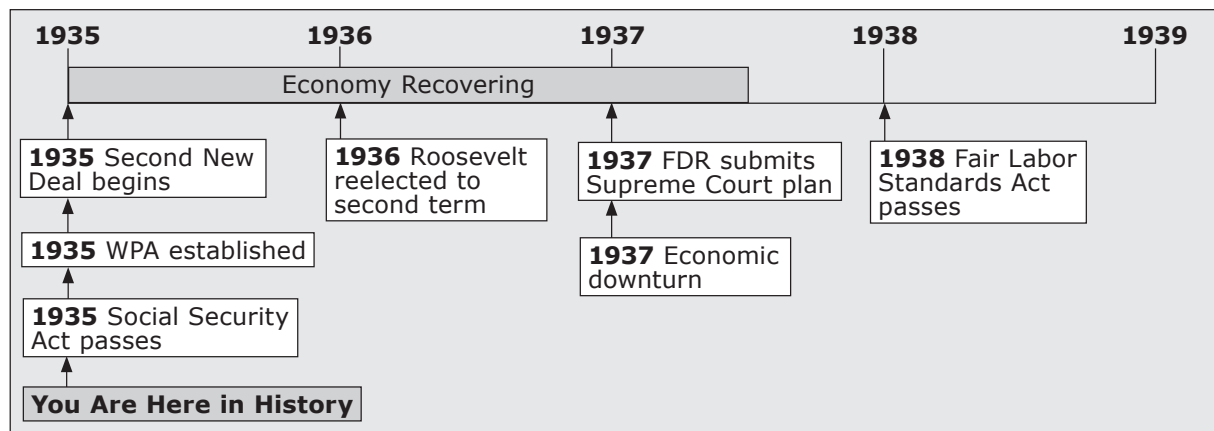 1935 1936 1937 1938 1939
Economy Recovering
1935 Second New
Deal begins
1935 WPA established
1935 Social Security
Act passes
You Are Here in History
1936 Roosevelt
reelected to
second term
1937 FDR submits
Supreme Court plan
1937 Economic
downturn
1938 Fair Labor
Standards Act
passes